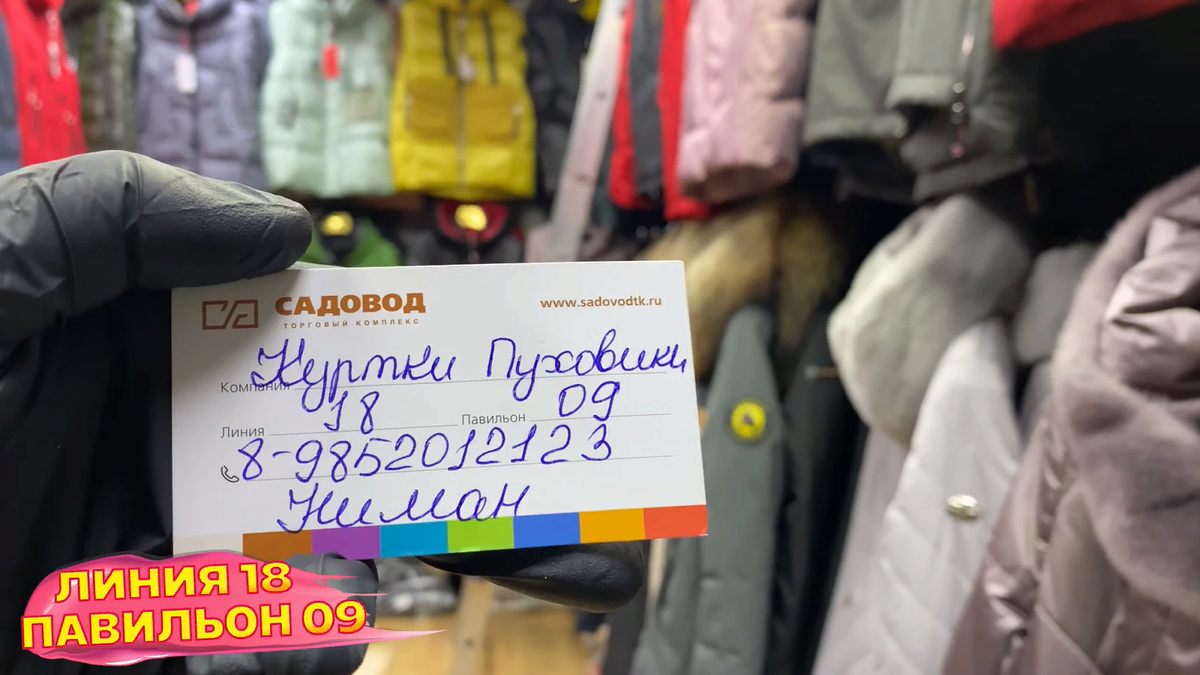 САДОВОД
ТОРГОВЫЙ КОМПЛЕКС
www.sadovodtk.ru
Компания Куртки Пуховики
Линия 18 Павильон 09
8-9852012123
Ниман
ЛИНИЯ 18
ПАВИЛЬОН 09